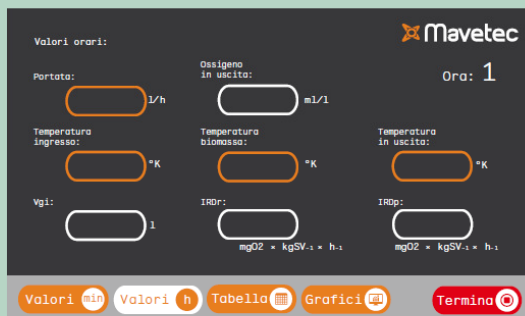 Mavetec
Valori orari:
Ora: 1
Portata:
l/h
Ossigeno
in uscita:
ml/l
Temperatura
ingresso:
°K
Temperatura
biomassa:
°K
Temperatura
in uscita:
°K
Vgi:
l
IRDr:
mgO2 × kgSV-1 × h-1
IRDp:
mgO2 × kgSV-1 × h-1
Valori min
Valori h
Tabella
Grafici
Termina